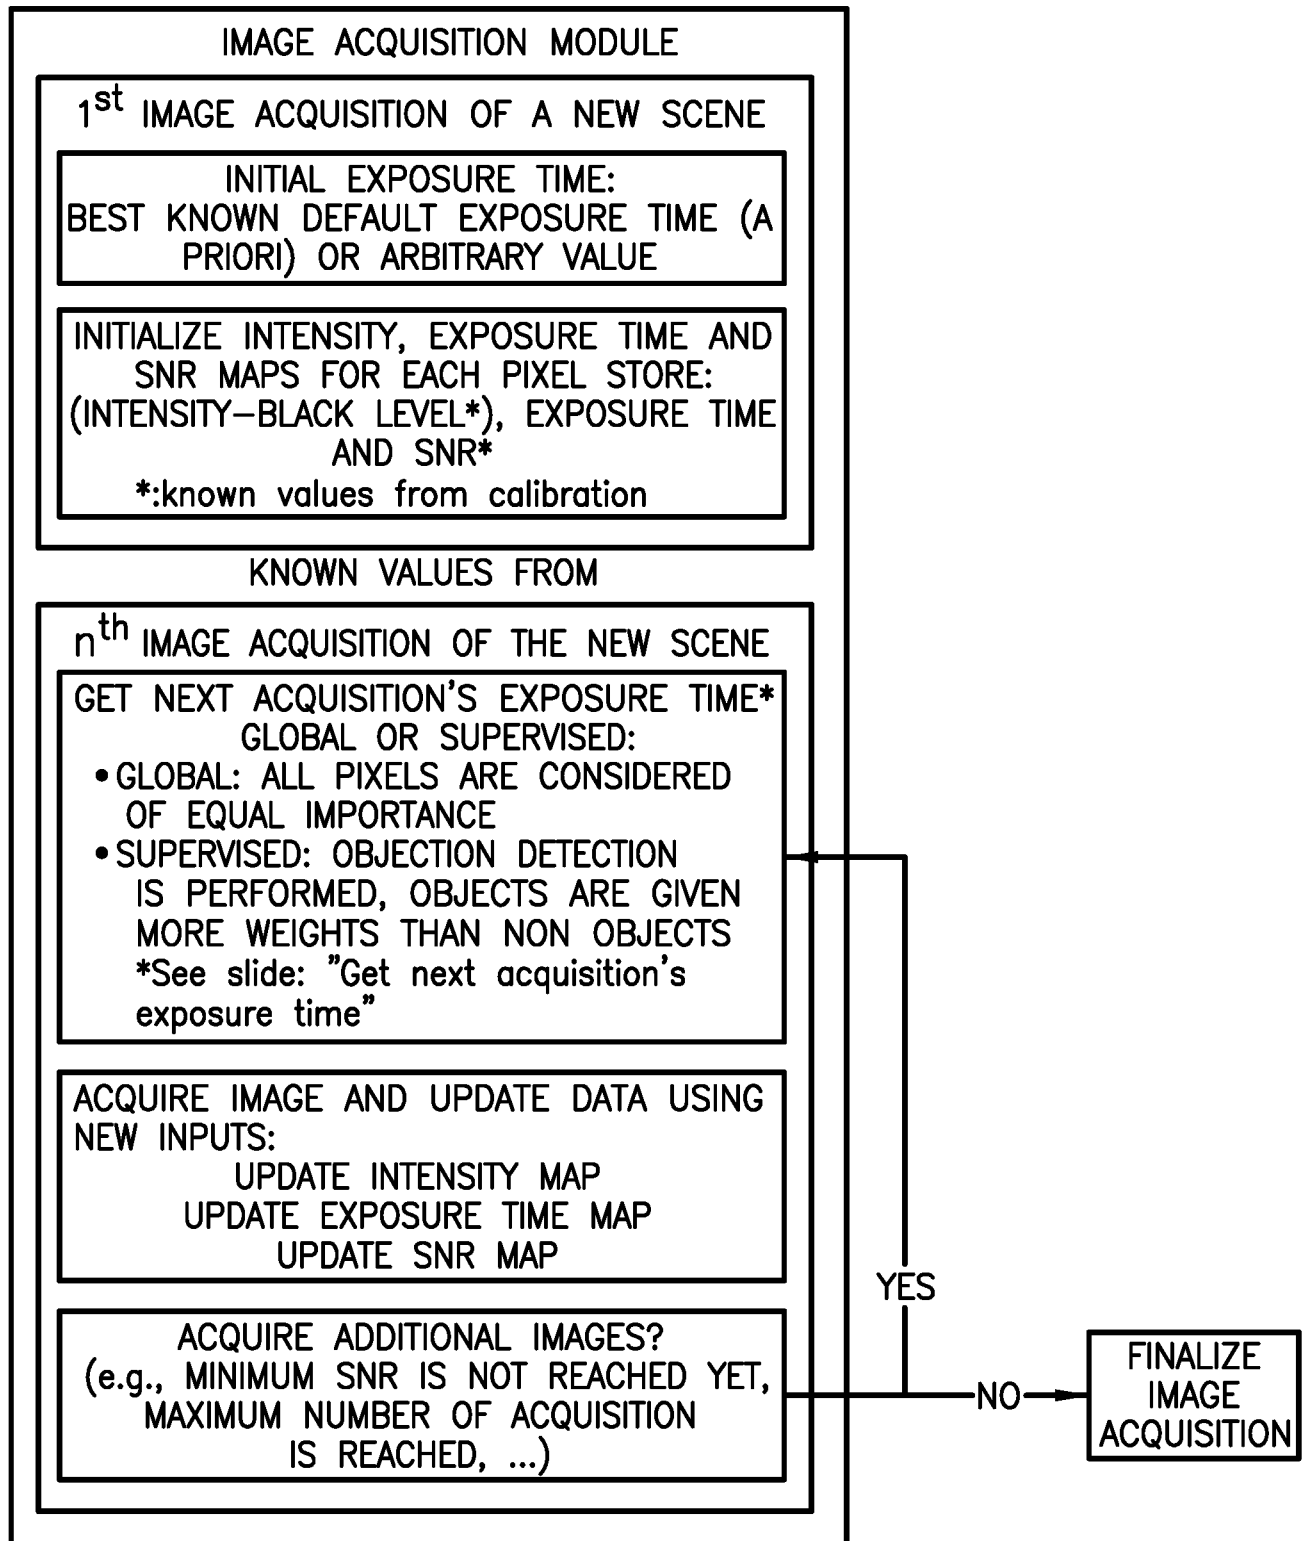 IMAGE ACQUISITION MODULE
1st IMAGE ACQUISITION OF A NEW SCENE
INITIAL EXPOSURE TIME:
BEST KNOWN DEFAULT EXPOSURE TIME (A
PRIORI) OR ARBITRARY VALUE
INITIALIZE INTENSITY, EXPOSURE TIME AND
SNR MAPS FOR EACH PIXEL STORE:
(INTENSITY–BLACK LEVEL*), EXPOSURE TIME
AND SNR*
*:known values from calibration
KNOWN VALUES FROM
nth IMAGE ACQUISITION OF THE NEW SCENE
GET NEXT ACQUISITION'S EXPOSURE TIME*
GLOBAL OR SUPERVISED:
• GLOBAL: ALL PIXELS ARE CONSIDERED
OF EQUAL IMPORTANCE
• SUPERVISED: OBJECTION DETECTION
IS PERFORMED, OBJECTS ARE GIVEN
MORE WEIGHTS THAN NON OBJECTS
*See slide: "Get next acquisition's
exposure time"
ACQUIRE IMAGE AND UPDATE DATA USING
NEW INPUTS:
UPDATE INTENSITY MAP
UPDATE EXPOSURE TIME MAP
UPDATE SNR MAP
YES
ACQUIRE ADDITIONAL IMAGES?
(e.g., MINIMUM SNR IS NOT REACHED YET,
MAXIMUM NUMBER OF ACQUISITION
IS REACHED, ...)
NO
FINALIZE
IMAGE
ACQUISITION